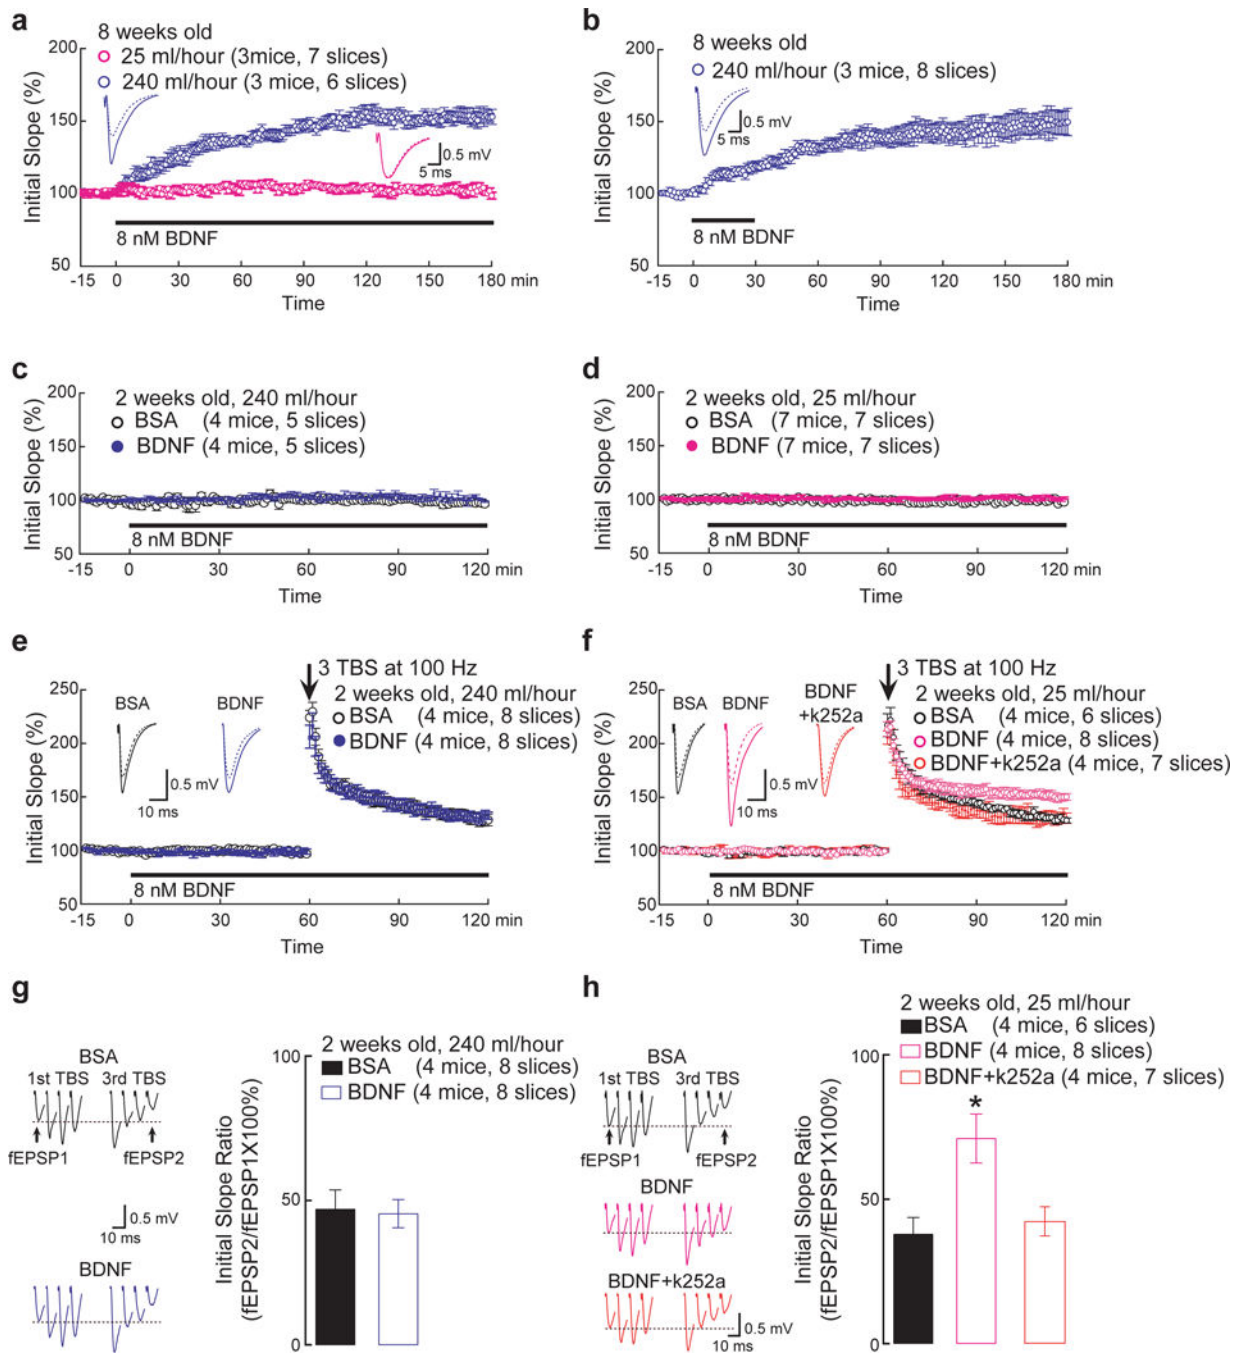 a
8 weeks old
25 ml/hour (3mice, 7 slices)
240 ml/hour (3 mice, 6 slices)
Initial Slope (%)
200
150
100
50
0.5 mV
5 ms
8 nM BDNF
-15 0 30 60 90 120 150 180 min
Time
b
8 weeks old
240 ml/hour (3 mice, 8 slices)
Initial Slope (%)
200
150
100
50
0.5 mV
5 ms
8 nM BDNF
-15 0 30 60 90 120 150 180 min
Time
c
2 weeks old, 240 ml/hour
BSA (4 mice, 5 slices)
BDNF (4 mice, 5 slices)
Initial Slope (%)
200
150
100
50
8 nM BDNF
-15 0 30 60 90 120 min
Time
d
2 weeks old, 25 ml/hour
BSA (7 mice, 7 slices)
BDNF (7 mice, 7 slices)
Initial Slope (%)
200
150
100
50
8 nM BDNF
-15 0 30 60 90 120 min
Time
e
3 TBS at 100 Hz
2 weeks old, 240 ml/hour
BSA (4 mice, 8 slices)
BDNF (4 mice, 8 slices)
BSA
BDNF
0.5 mV
10 ms
Initial Slope (%)
250
200
150
100
50
8 nM BDNF
-15 0 30 60 90 120 min
Time
f
3 TBS at 100 Hz
2 weeks old, 25 ml/hour
BSA (4 mice, 6 slices)
BDNF (4 mice, 8 slices)
BDNF+k252a (4 mice, 7 slices)
BSA
BDNF
BDNF
+k252a
0.5 mV
10 ms
Initial Slope (%)
250
200
150
100
50
8 nM BDNF
-15 0 30 60 90 120 min
Time
g
BSA
1st TBS 3rd TBS
fEPSP1 fEPSP2
0.5 mV
10 ms
BDNF
2 weeks old, 240 ml/hour
BSA (4 mice, 8 slices)
BDNF (4 mice, 8 slices)
Initial Slope Ratio
(fEPSP2/fEPSP1X100%)
100
50
0
h
BSA
1st TBS 3rd TBS
fEPSP1 fEPSP2
BDNF
BDNF+k252a
0.5 mV
10 ms
2 weeks old, 25 ml/hour
BSA (4 mice, 6 slices)
BDNF (4 mice, 8 slices)
BDNF+k252a (4 mice, 7 slices)
Initial Slope Ratio
(fEPSP2/fEPSP1X100%)
100
50
0
*